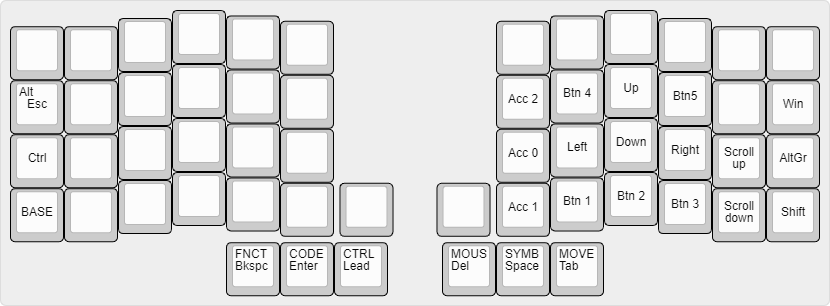 Alt
Esc
Acc 2
Btn 4
Up
Btn5
Win
Ctrl
Acc 0
Left
Down
Right
Scroll
up
AltGr
BASE
Acc 1
Btn 1
Btn 2
Btn 3
Scroll
down
Shift
FNCT
Bkspc
CODE
Enter
CTRL
Lead
MOUS
Del
SYMB
Space
MOVE
Tab